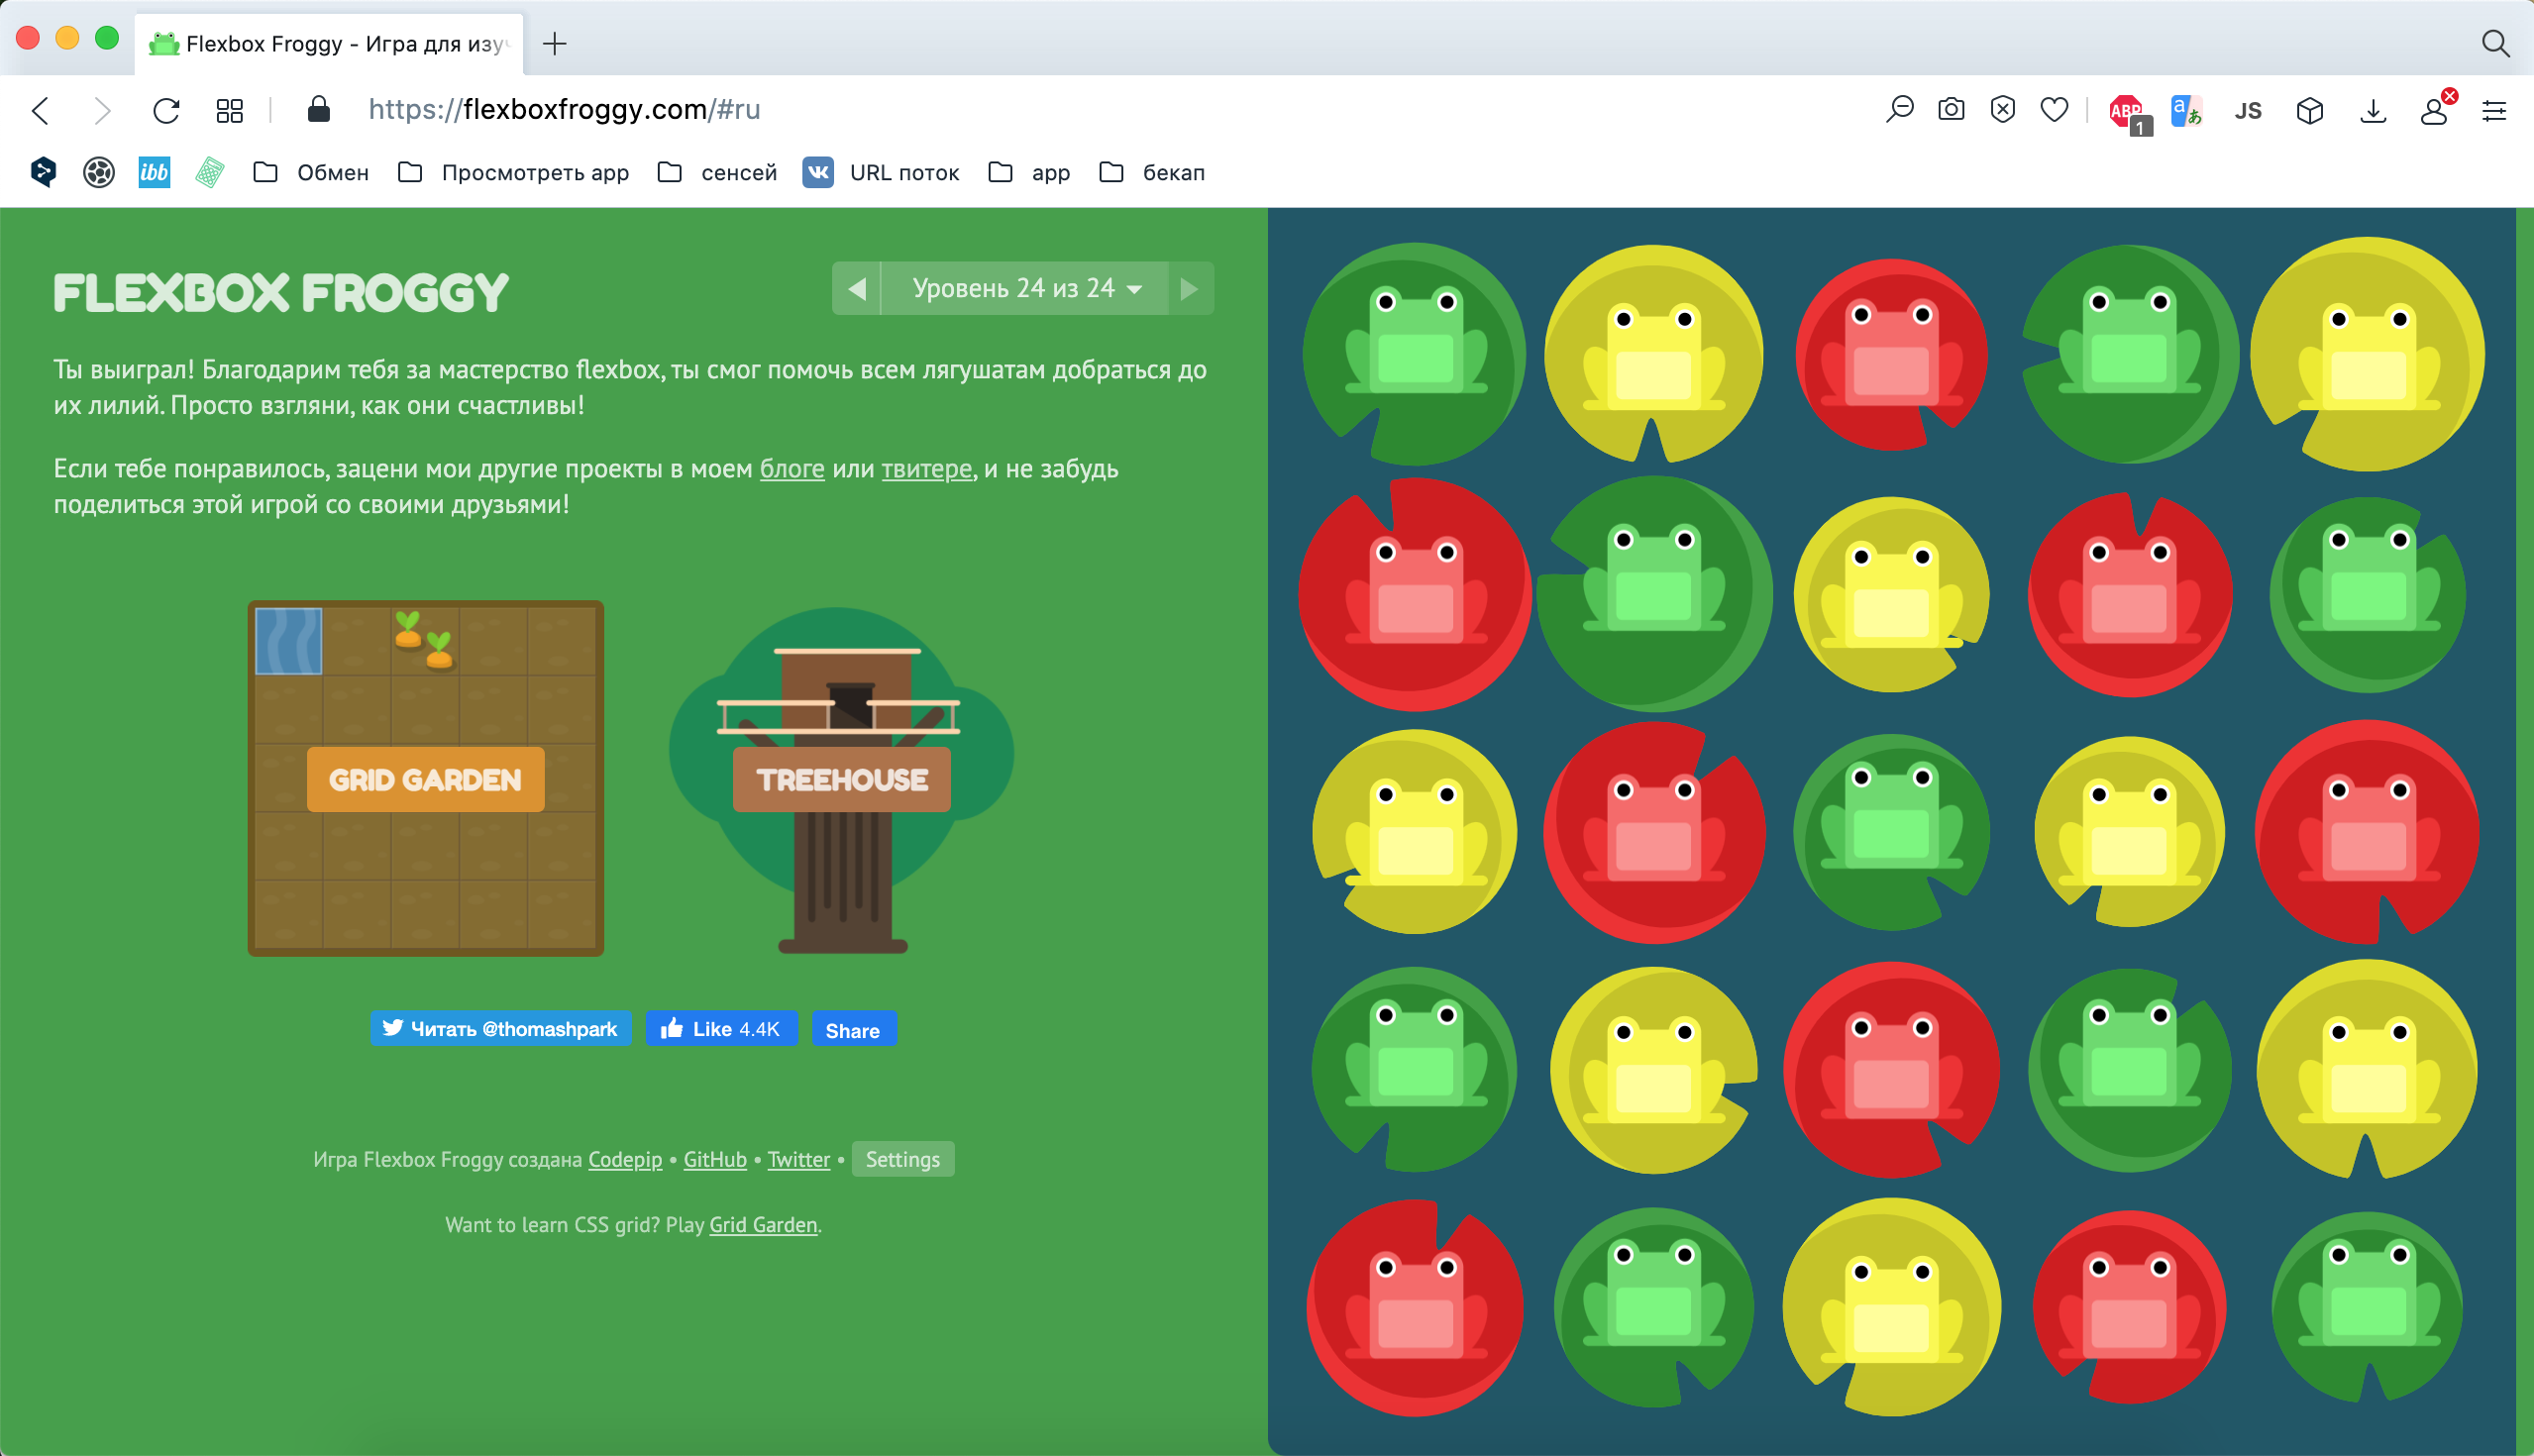 Flexbox Froggy - Игра для изу
https://flexboxfroggy.com/#ru
ABP
1
a
あ
JS
ibb
Обмен
Просмотреть app
сенсей
URL поток
app
бекап
FLEXBOX FROGGY
Уровень 24 из 24
Ты выиграл! Благодарим тебя за мастерство flexbox, ты смог помочь всем лягушатам добраться до
их лилий. Просто взгляни, как они счастливы!
Если тебе понравилось, зацени мои другие проекты в моем блоге или твитере, и не забудь
поделиться этой игрой со своими друзьями!
GRID GARDEN
TREEHOUSE
Читать @thomashpark
Like 4.4K
Share
Игра Flexbox Froggy создана Codepip • GitHub • Twitter • Settings
Want to learn CSS grid? Play Grid Garden.